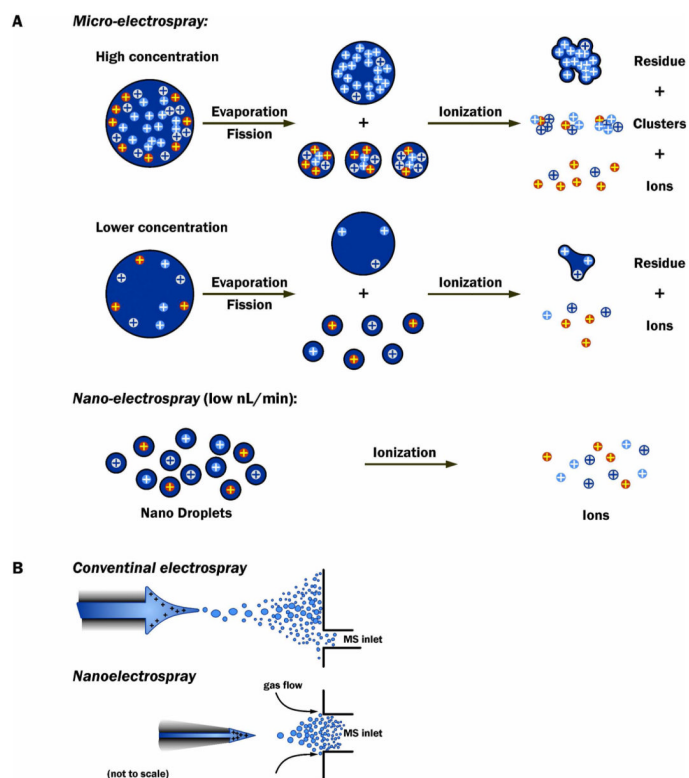 A
Micro-electrospray:
High concentration
Evaporation
Fission
+
Ionization
Residue
+
Clusters
+
Ions
Lower concentration
Evaporation
Fission
+
Ionization
Residue
+
Ions
Nano-electrospray (low nL/min):
Ionization
Nano Droplets
Ions
B
Conventinal electrospray
MS inlet
Nanoelectrospray
gas flow
MS inlet
(not to scale)